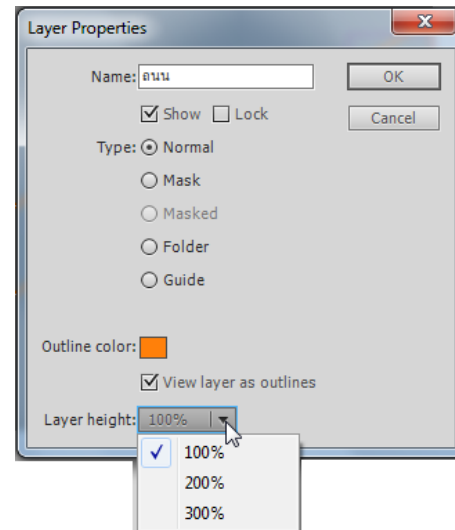 Layer Properties
Name: ถนน
OK
Show Lock
Cancel
Type: Normal
Mask
Masked
Folder
Guide
Outline color:
View layer as outlines
Layer height: 100%
100%
200%
300%